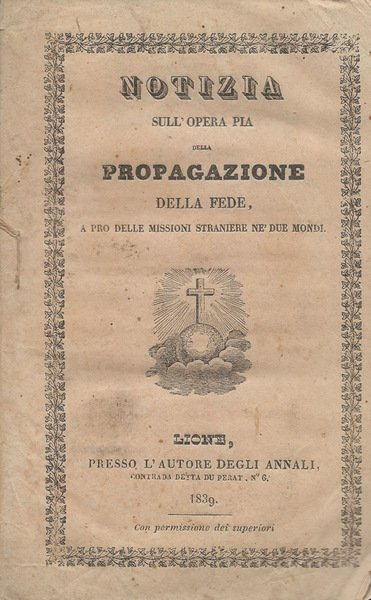 NOTIZIA
SULL' OPERA PIA
DELLA
PROPAGAZIONE
DELLA FEDE,
A PRO DELLE MISSIONI STRANIERE NE' DUE MONDI.
LIONE,
PRESSO L'AUTORE DEGLI ANNALI,
CONTRADA DETTA DU PERAT, N° 6,
1839.
Con permissione dei superiori